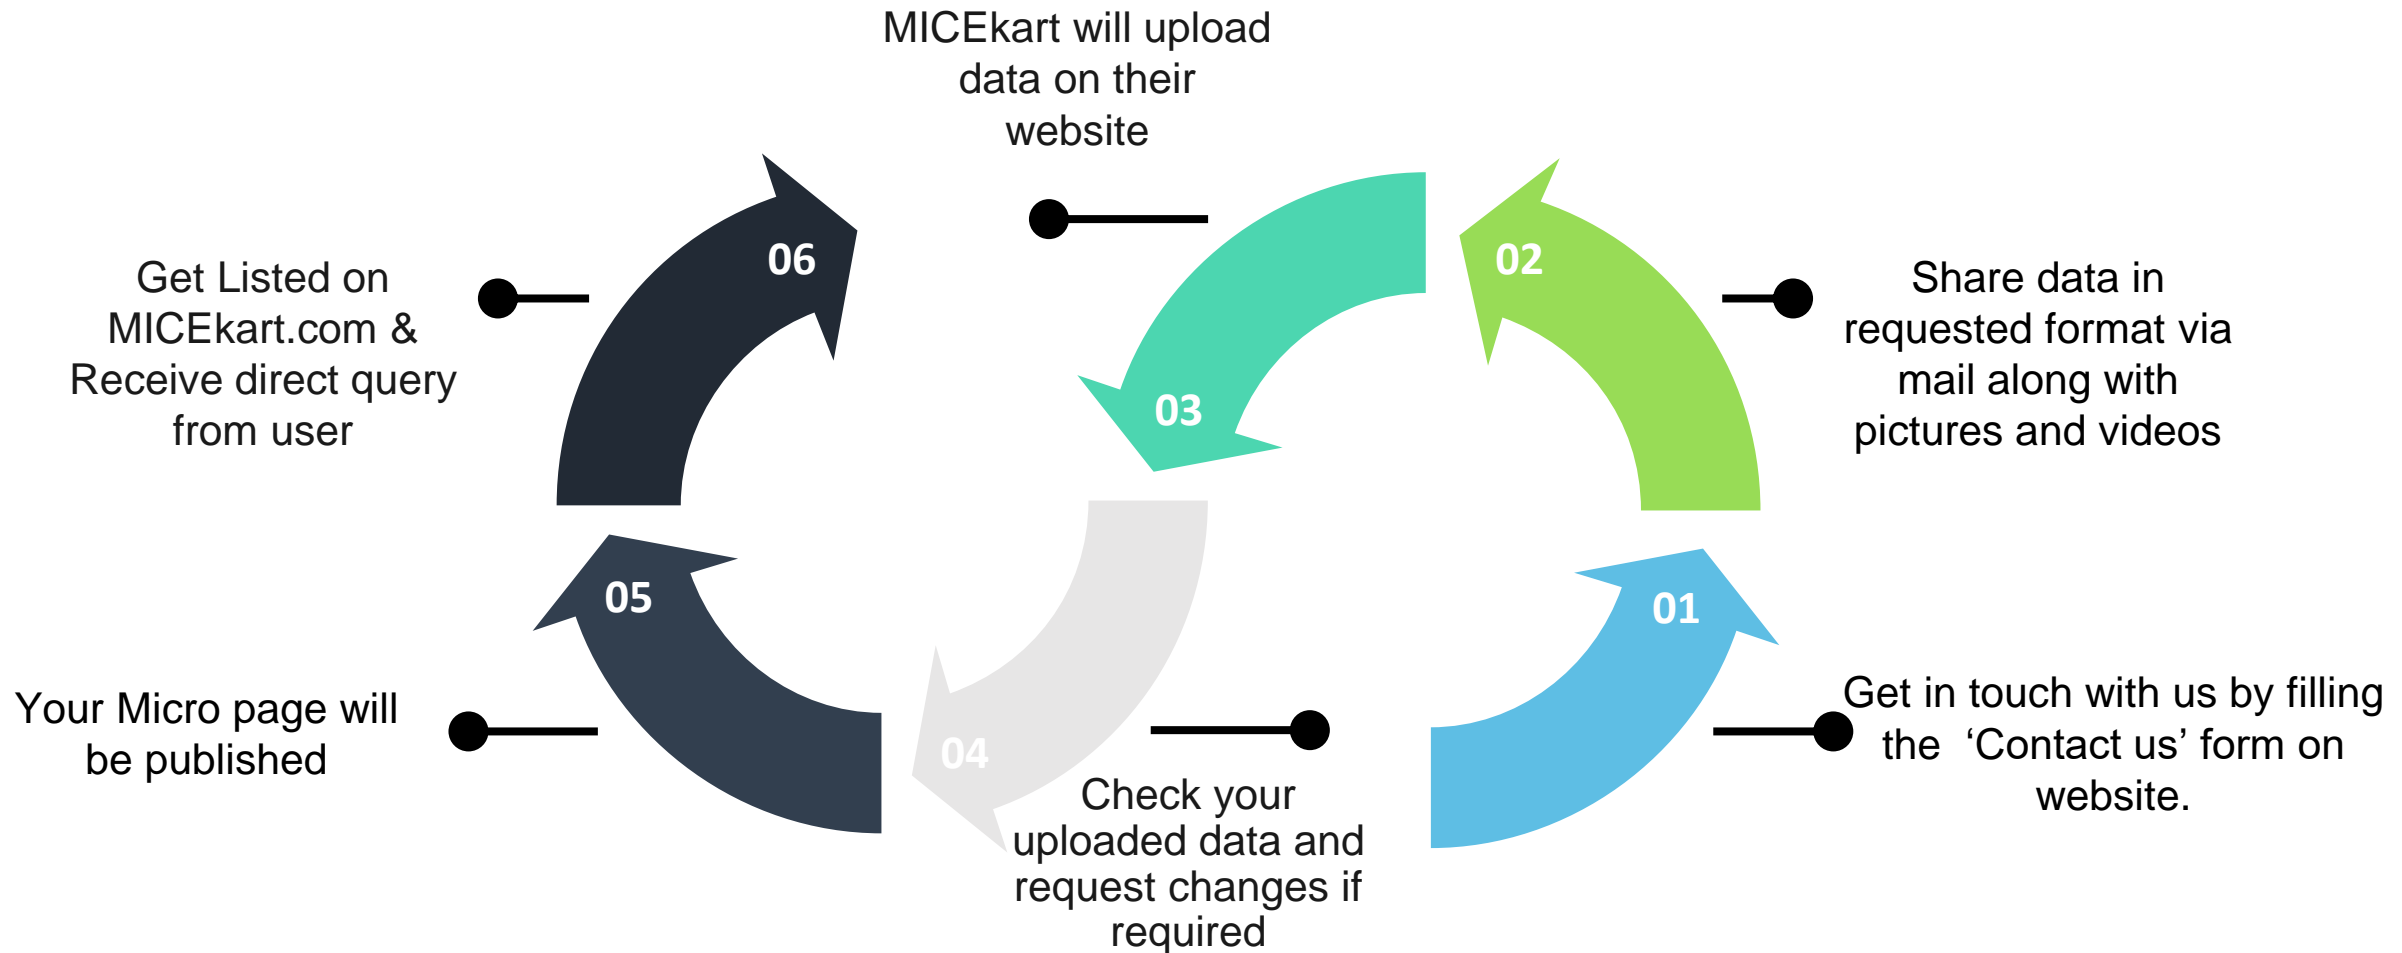 MICEkart will upload
data on their
website
06
Get Listed on
MICEkart.com &
Receive direct query
from user
03
02
Share data in
requested format via
mail along with
pictures and videos
05
Your Micro page will
be published
04
Check your
uploaded data and
request changes if
required
01
Get in touch with us by filling
the ‘Contact us’ form on
website.